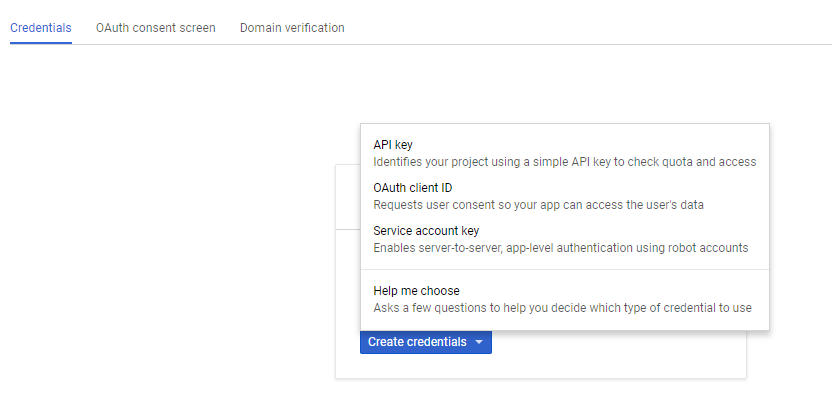 Credentials OAuth consent screen Domain verification
API key
Identifies your project using a simple API key to check quota and access
OAuth client ID
Requests user consent so your app can access the user's data
Service account key
Enables server-to-server, app-level authentication using robot accounts
Help me choose
Asks a few questions to help you decide which type of credential to use
Create credentials